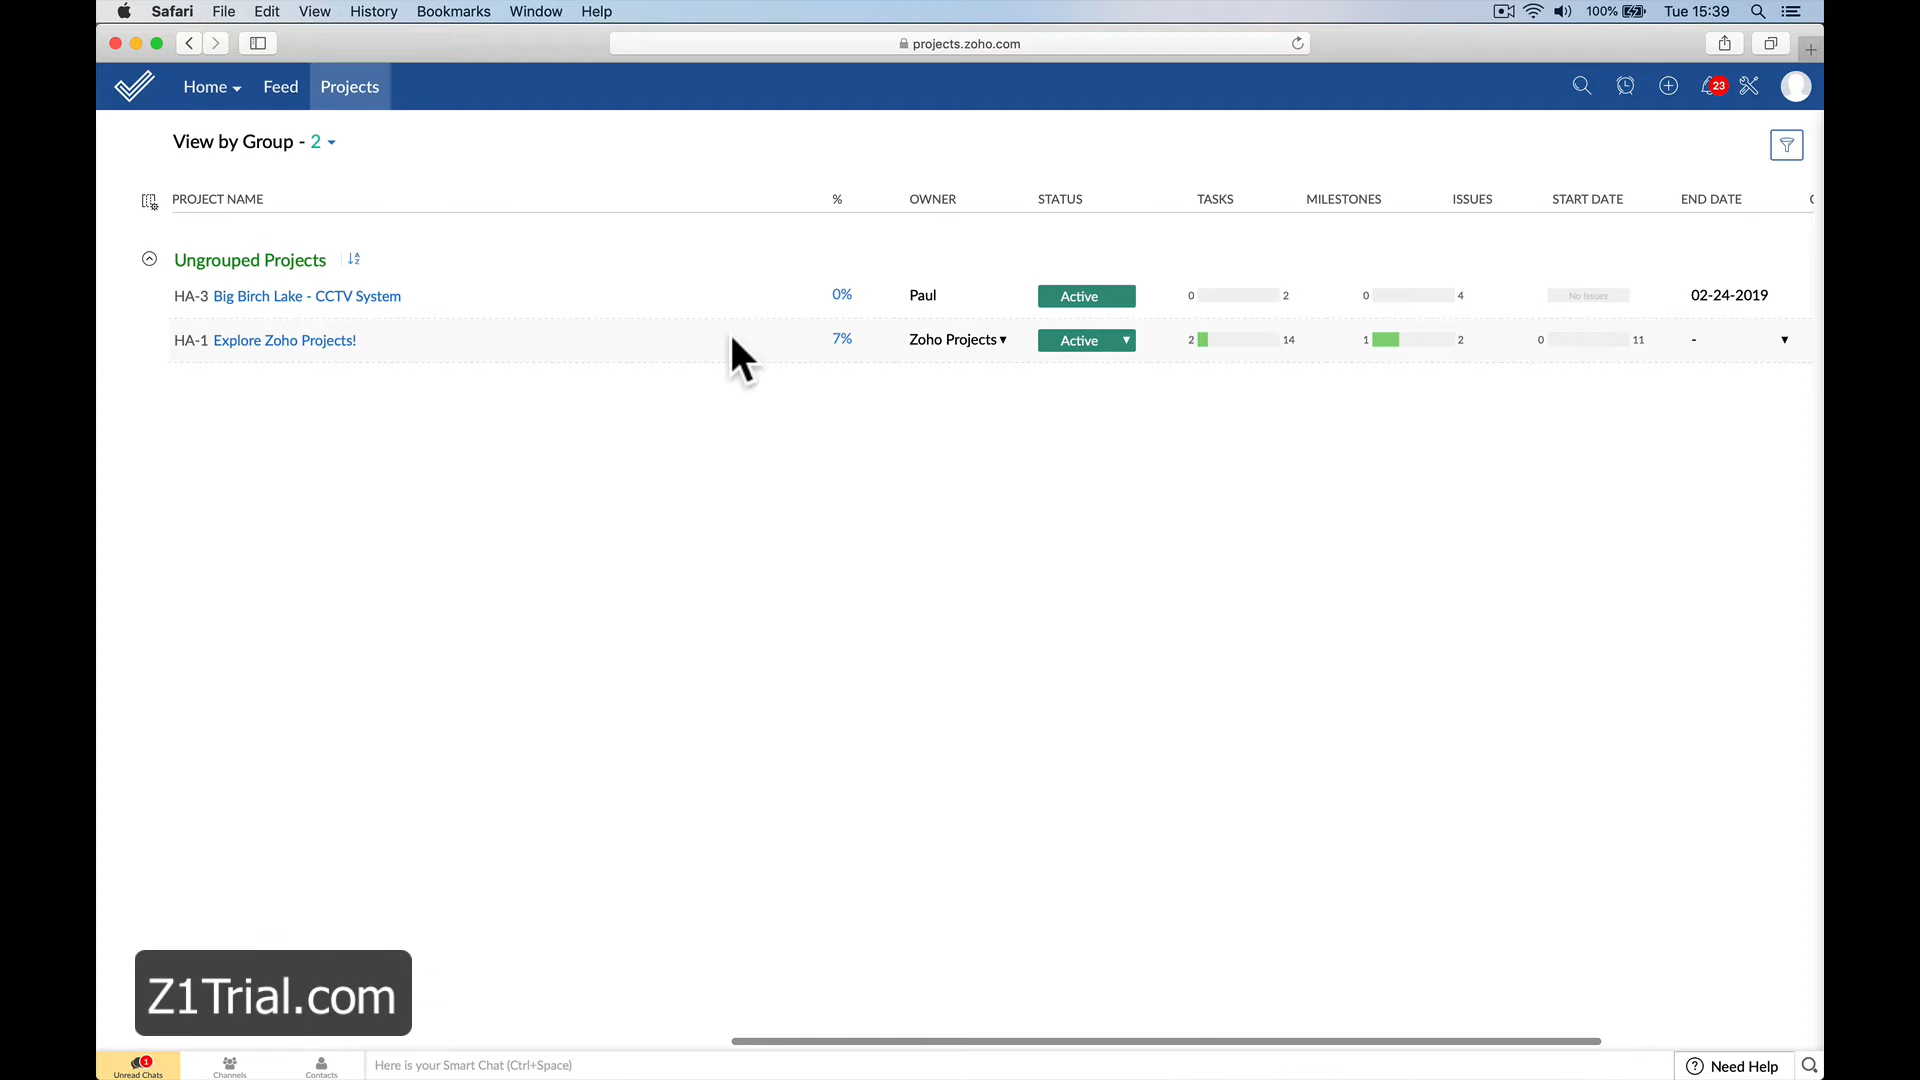 Safari File Edit View History Bookmarks Window Help 100% Tue 15:39
projects.zoho.com
Home Feed Projects 23
View by Group - 2
PROJECT NAME % OWNER STATUS TASKS MILESTONES ISSUES START DATE END DATE
Ungrouped Projects
HA-3 Big Birch Lake - CCTV System 0% Paul Active 0 2 0 4 No Issues 02-24-2019
HA-1 Explore Zoho Projects! 7% Zoho Projects Active 2 14 1 2 0 11 -
Z1Trial.com
1
Unread Chats Channels Contacts Here is your Smart Chat (Ctrl+Space) Need Help